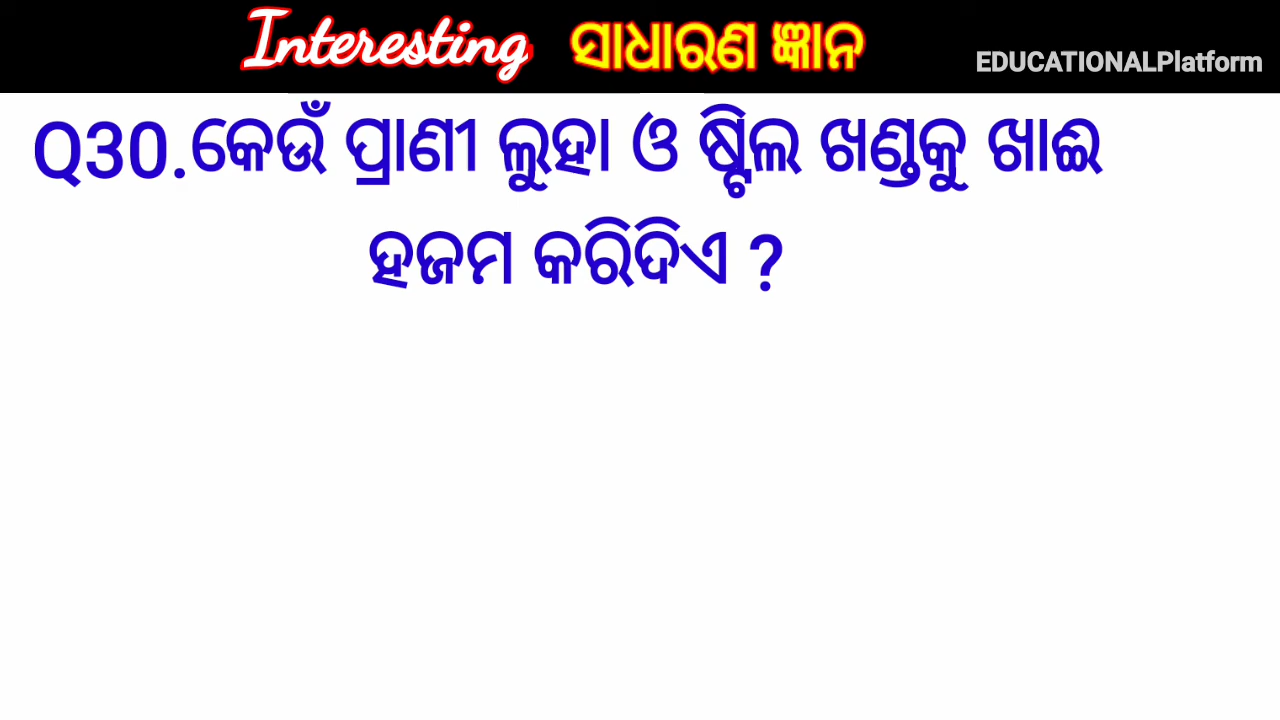 Interesting ସାଧାରଣ ଜ୍ଞାନ EDUCATIONALPlatform
Q30.କେଉଁ ପ୍ରାଣୀ ଲୁହା ଓ ଷ୍ଟିଲ ଖଣ୍ଡକୁ ଖାଈ
ହଜମ କରିଦିଏ ?